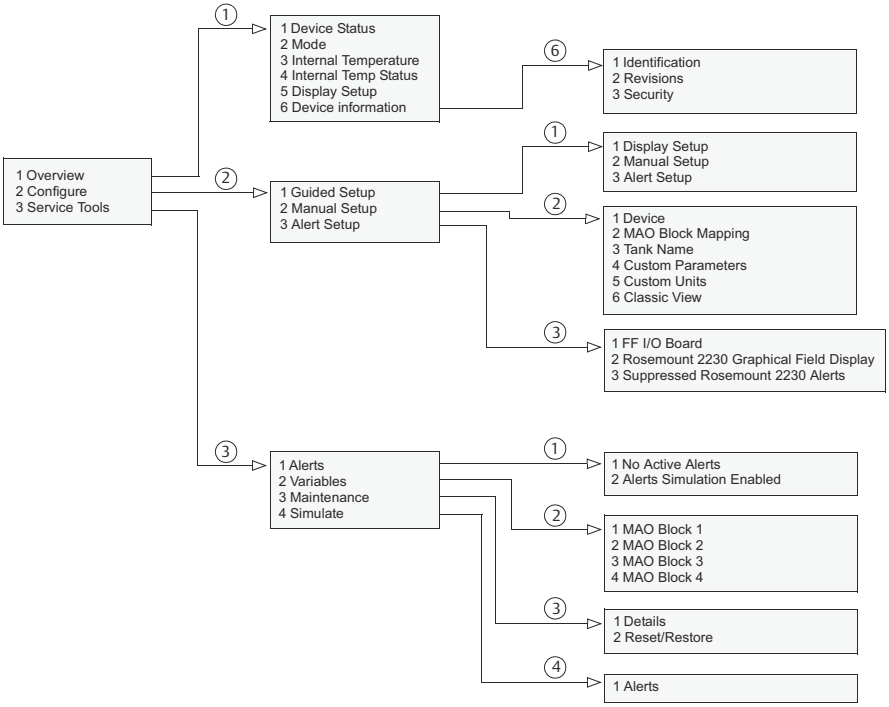 1 Overview
2 Configure
3 Service Tools
1
1 Device Status
2 Mode
3 Internal Temperature
4 Internal Temp Status
5 Display Setup
6 Device information
6
1 Identification
2 Revisions
3 Security
2
1 Guided Setup
2 Manual Setup
3 Alert Setup
1
1 Display Setup
2 Manual Setup
3 Alert Setup
2
1 Device
2 MAO Block Mapping
3 Tank Name
4 Custom Parameters
5 Custom Units
6 Classic View
3
1 FF I/O Board
2 Rosemount 2230 Graphical Field Display
3 Suppressed Rosemount 2230 Alerts
3
1 Alerts
2 Variables
3 Maintenance
4 Simulate
1
1 No Active Alerts
2 Alerts Simulation Enabled
2
1 MAO Block 1
2 MAO Block 2
3 MAO Block 3
4 MAO Block 4
3
1 Details
2 Reset/Restore
4
1 Alerts